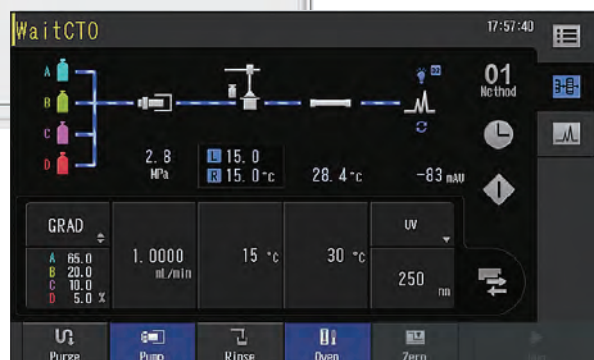 WaitCTO
17:57:40
A
B
C
D
D2
01
Method
2.8
MPa
L 15.0
R 15.0 °C
28.4 °C
-83 mAU
GRAD
A 65.0
B 20.0
C 10.0
D 5.0 %
1.0000
mL/min
15 °C
30 °C
UV
250
nm
Purge
Pump
Rinse
Oven
Zero